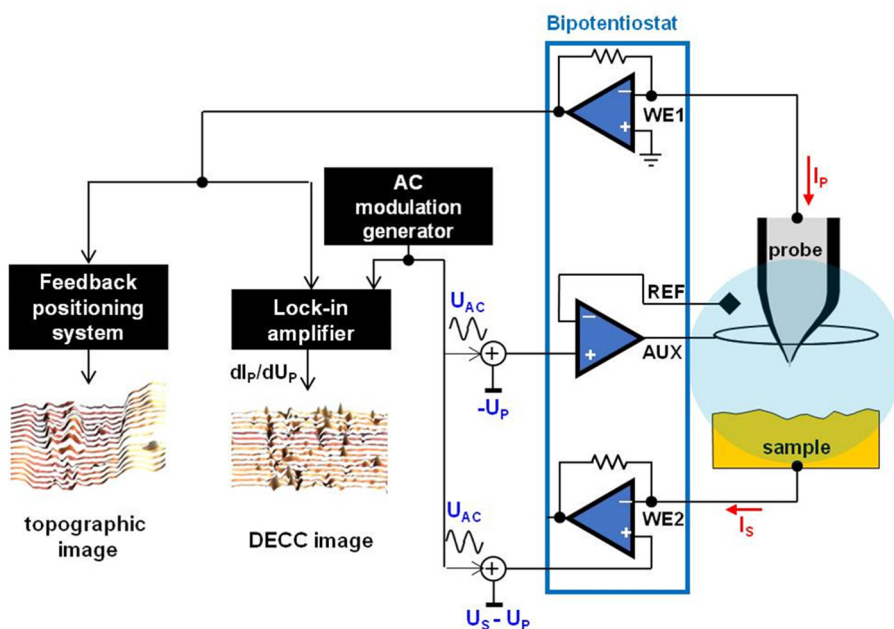 Bipotentiostat
WE1
I_P
AC
modulation
generator
probe
Feedback
positioning
system
Lock-in
amplifier
U_AC
REF
AUX
dI_P/dU_P
-U_P
sample
topographic
image
DECC image
U_AC
WE2
I_S
U_S - U_P